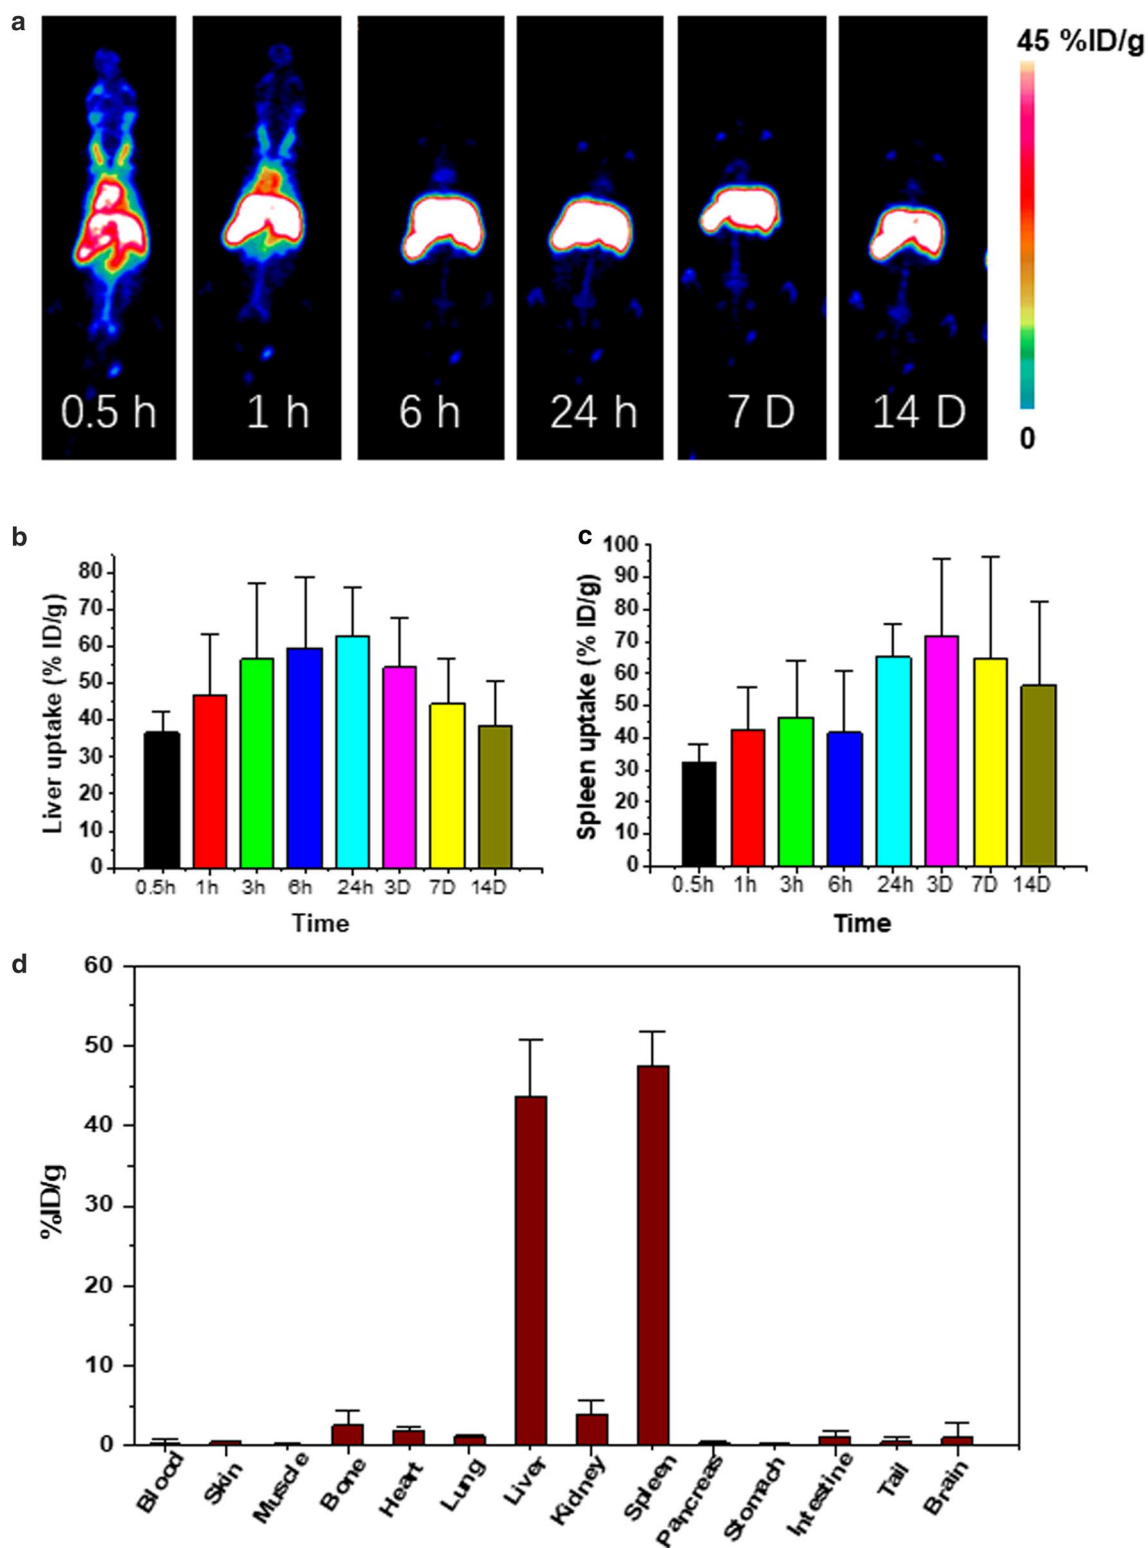 a
45 %ID/g
0.5 h
1 h
6 h
24 h
7 D
14 D
0
b
Liver uptake (% ID/g)
80
70
60
50
40
30
20
10
0
0.5h 1h 3h 6h 24h 3D 7D 14D
Time
c
Spleen uptake (% ID/g)
100
90
80
70
60
50
40
30
20
10
0
0.5h 1h 3h 6h 24h 3D 7D 14D
Time
d
%ID/g
60
50
40
30
20
10
0
Blood
Skin
Muscle
Bone
Heart
Lung
Liver
Kidney
Spleen
Pancreas
Stomach
Intestine
Tail
Brain